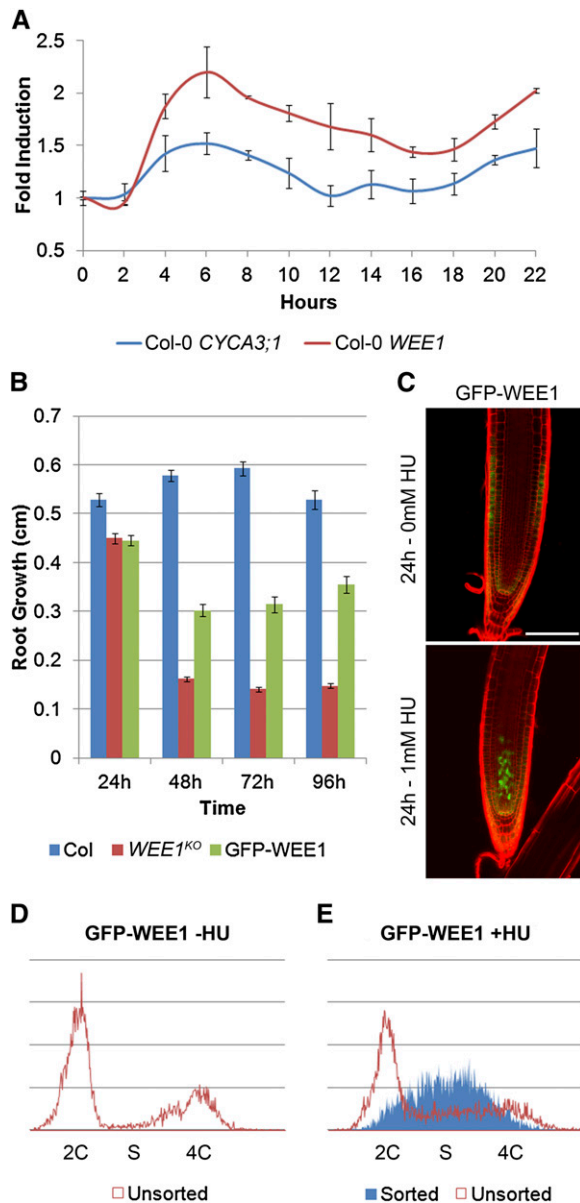 A
2.5
2
1.5
1
0.5
Fold Induction
0 2 4 6 8 10 12 14 16 18 20 22
Hours
Col-0 CYCA3;1 Col-0 WEE1
B
0.7
0.6
0.5
0.4
0.3
0.2
0.1
0
Root Growth (cm)
24h 48h 72h 96h
Time
Col WEE1KO GFP-WEE1
C
GFP-WEE1
24h - 0mM HU
24h - 1mM HU
D
GFP-WEE1 -HU
2C S 4C
Unsorted
E
GFP-WEE1 +HU
2C S 4C
Sorted Unsorted